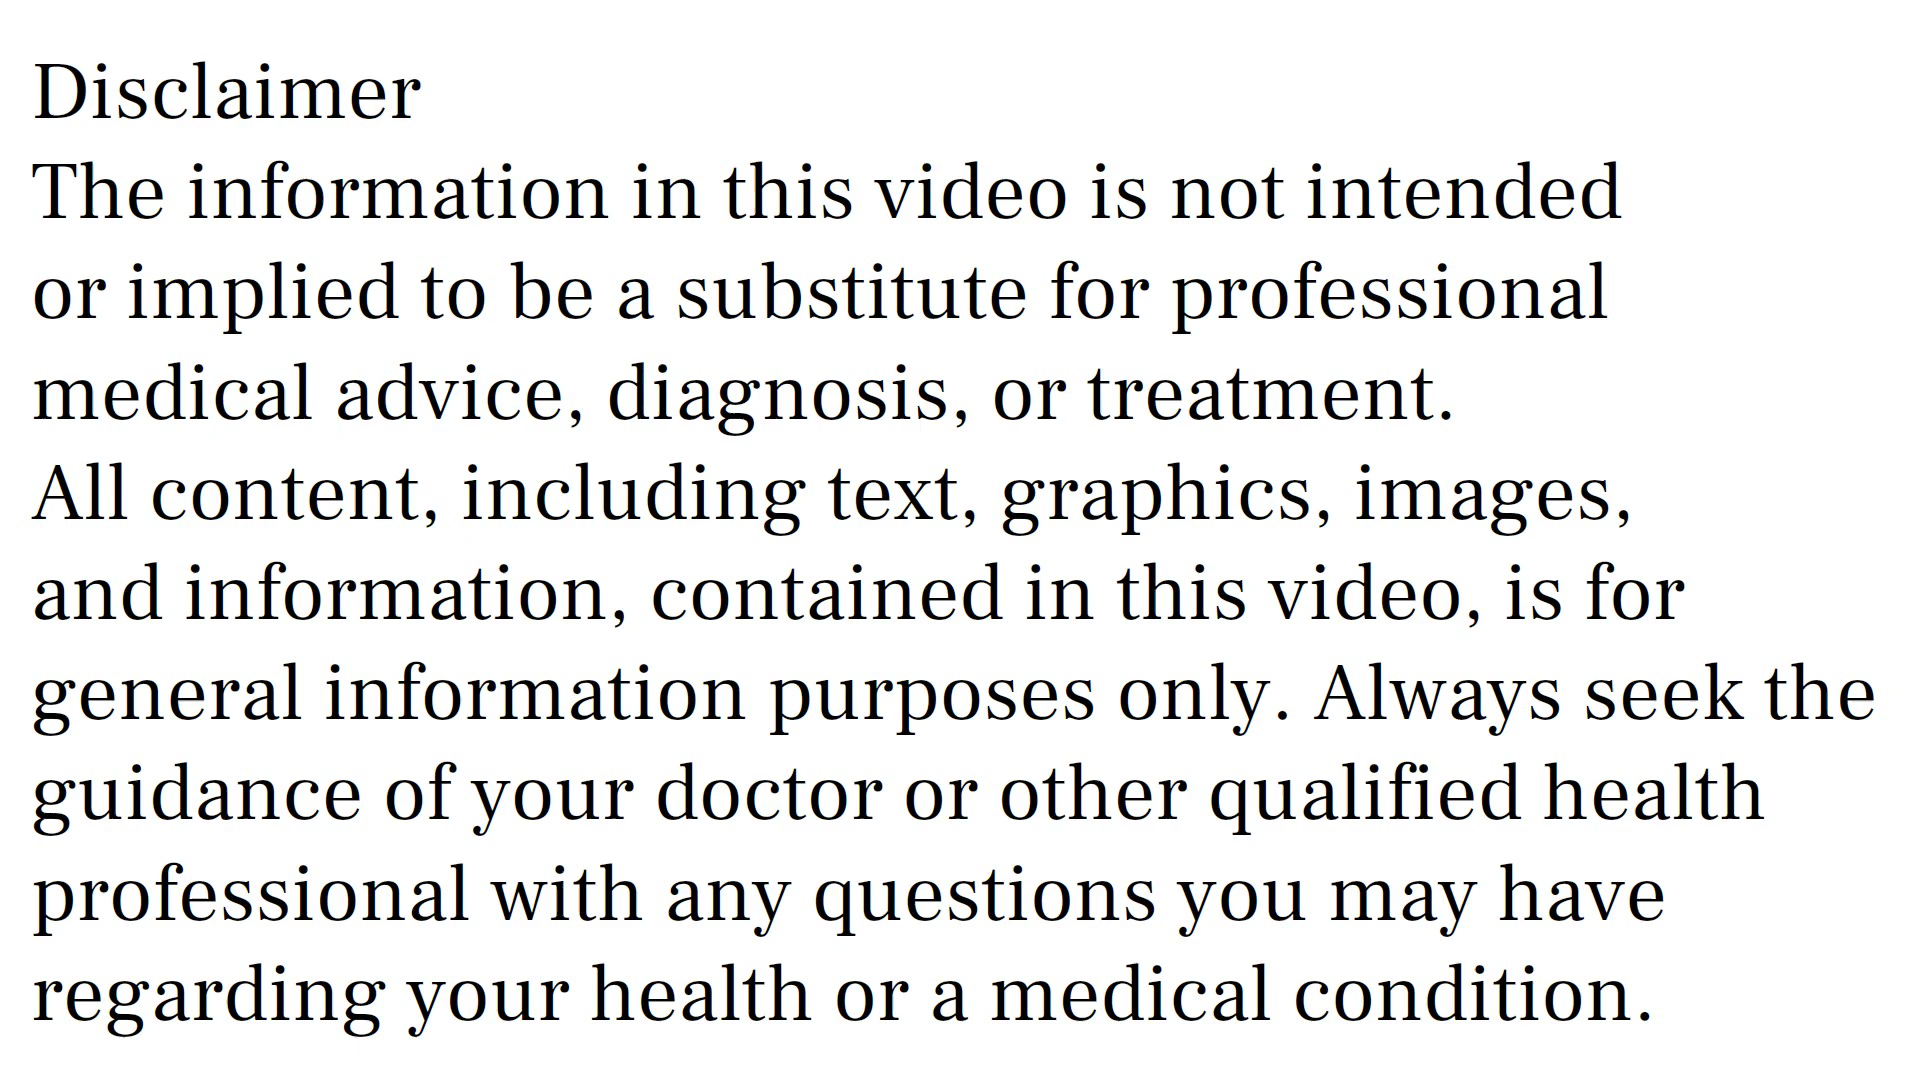 Disclaimer
The information in this video is not intended
or implied to be a substitute for professional
medical advice, diagnosis, or treatment.
All content, including text, graphics, images,
and information, contained in this video, is for
general information purposes only. Always seek the
guidance of your doctor or other qualified health
professional with any questions you may have
regarding your health or a medical condition.